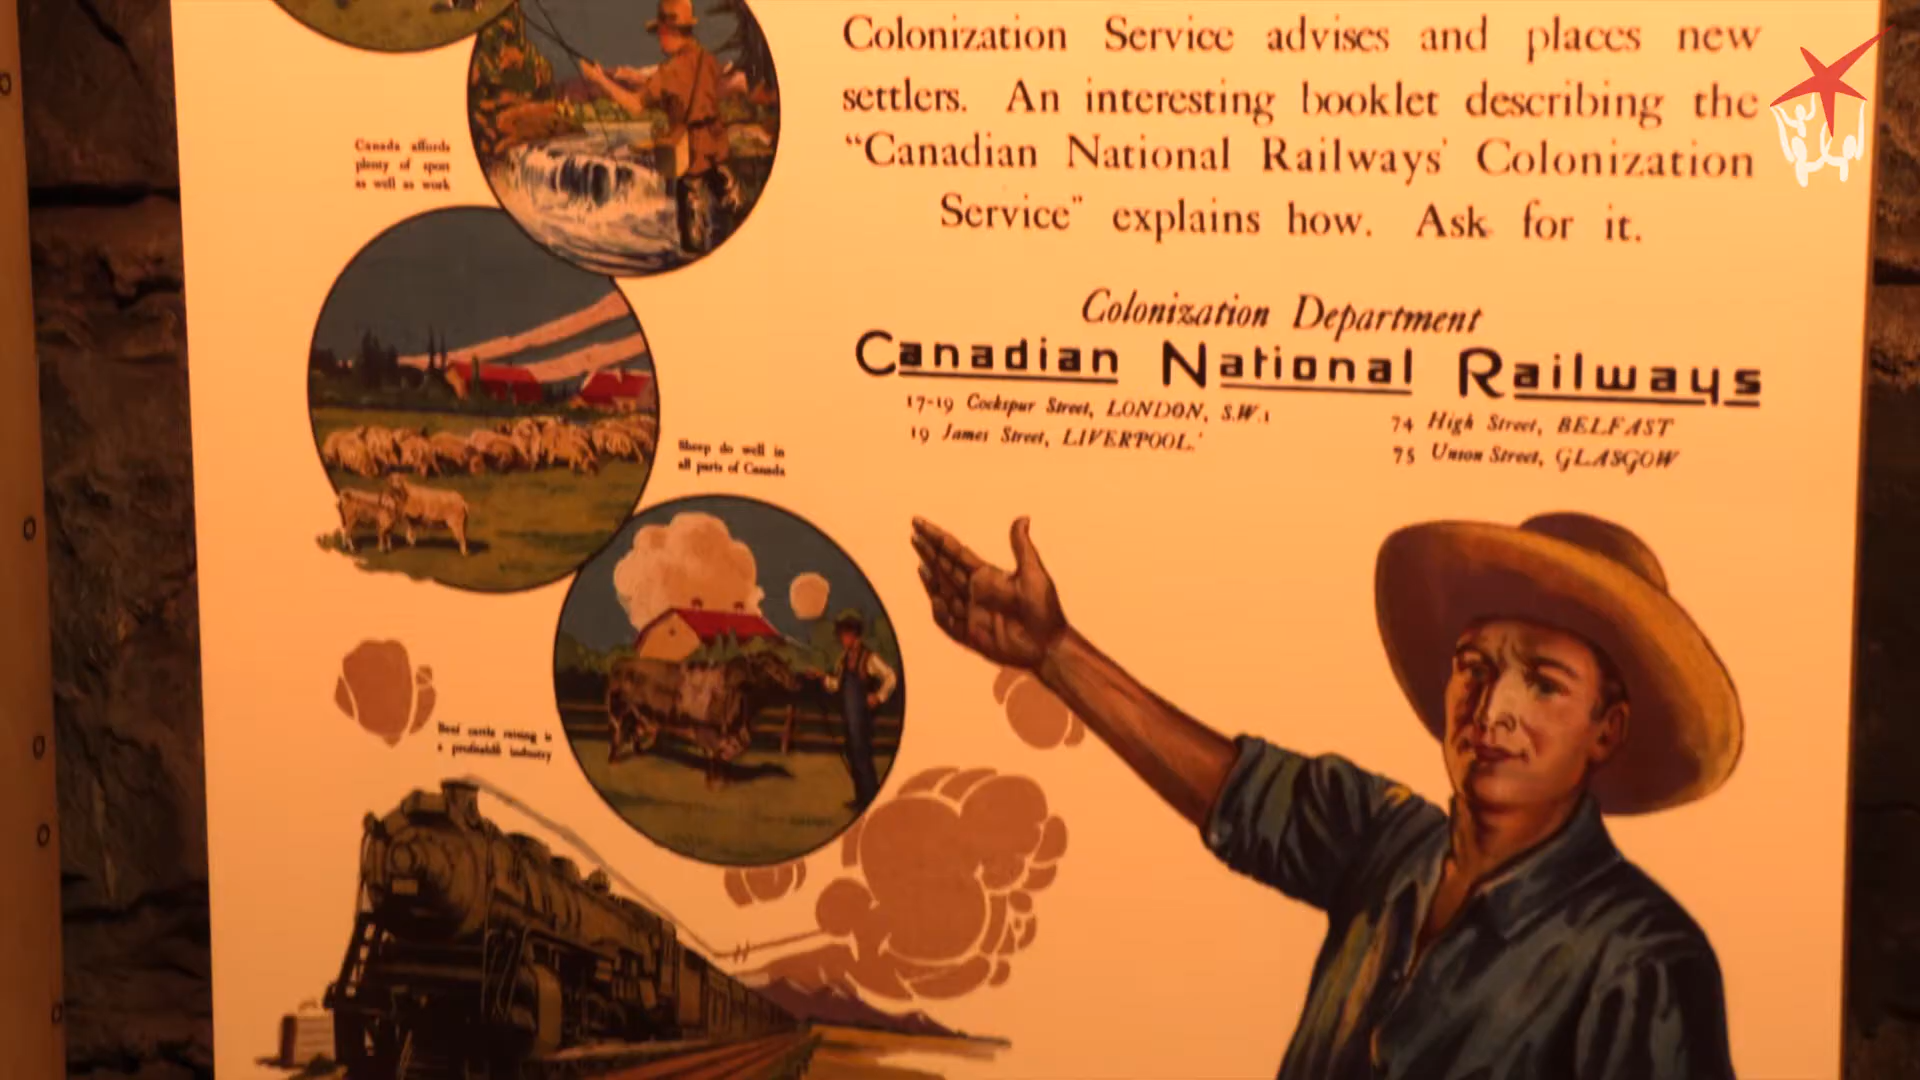 Colonization Service advises and places new
settlers. An interesting booklet describing the
“Canadian National Railways' Colonization
Service” explains how. Ask for it.
Colonization Department
Canadian National Railways
17-19 Cockspur Street, LONDON, S.W.1
19 James Street, LIVERPOOL.
74 High Street, BELFAST
75 Union Street, GLASGOW
Canada affords
plenty of sport
as well as work
Sheep do well in
all parts of Canada
Beef cattle raising is
a profitable industry